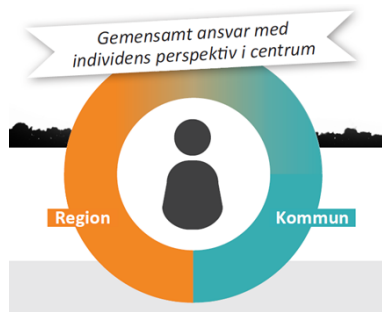 Gemensamt ansvar med
individens perspektiv i centrum
Region
Kommun